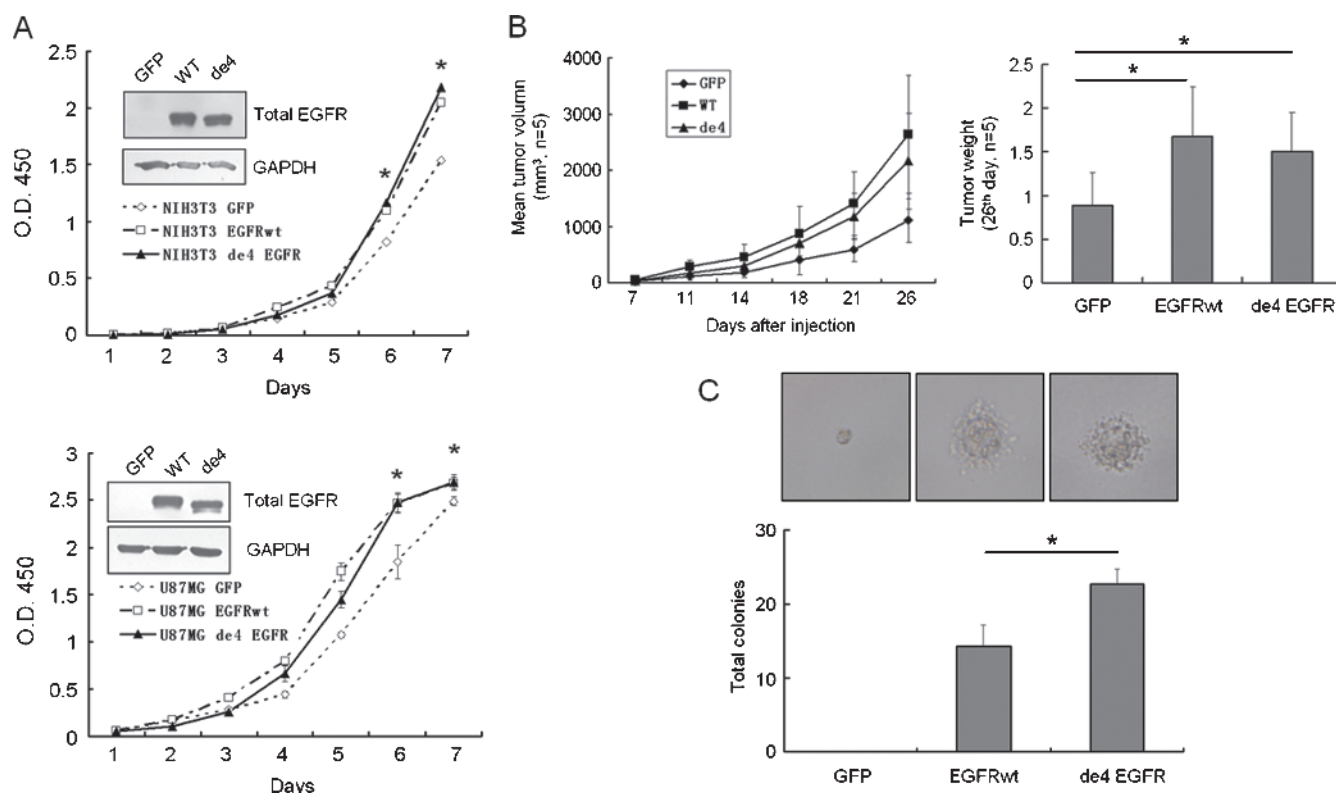 A
GFP WT de4
Total EGFR
GAPDH
NIH3T3 GFP
NIH3T3 EGFRwt
NIH3T3 de4 EGFR
O.D. 450
2.5
2
1.5
1
0.5
0
* *
1 2 3 4 5 6 7
Days
GFP WT de4
Total EGFR
GAPDH
U87MG GFP
U87MG EGFRwt
U87MG de4 EGFR
O.D. 450
3
2.5
2
1.5
1
0.5
0
* *
1 2 3 4 5 6 7
Days
B
Mean tumor volumn
(mm³, n=5)
4000
3000
2000
1000
0
GFP
WT
de4
7 11 14 18 21 26
Days after injection
Tumor weight
(26th day, n=5)
2.5
2
1.5
1
0.5
0
*
*
GFP EGFRwt de4 EGFR
C
Total colonies
30
20
10
0
*
GFP EGFRwt de4 EGFR